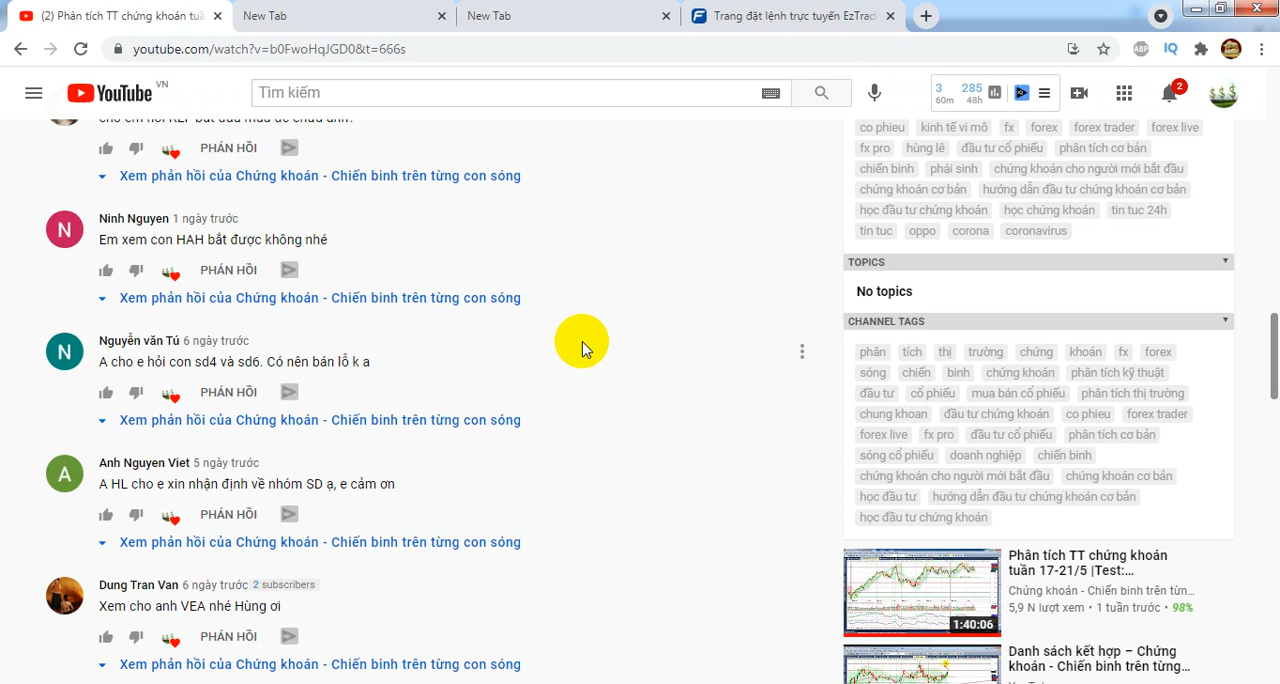 (2) Phân tích TT chứng khoán tuần
New Tab
New Tab
Trang đặt lệnh trực tuyến EzTrade
youtube.com/watch?v=b0FwoHqJGD0&t=666s
ABP
IQ
YouTube VN
Tìm kiếm
3 60m
285 48h
2
PHẢN HỒI
Xem phản hồi của Chứng khoán - Chiến binh trên từng con sóng
Ninh Nguyen 1 ngày trước
Em xem con HAH bắt được không nhé
PHẢN HỒI
Xem phản hồi của Chứng khoán - Chiến binh trên từng con sóng
Nguyễn văn Tú 6 ngày trước
A cho e hỏi con sd4 và sd6. Có nên bán lỗ k a
PHẢN HỒI
Xem phản hồi của Chứng khoán - Chiến binh trên từng con sóng
Anh Nguyen Viet 5 ngày trước
A HL cho e xin nhận định về nhóm SD ạ, e cảm ơn
PHẢN HỒI
Xem phản hồi của Chứng khoán - Chiến binh trên từng con sóng
Dung Tran Van 6 ngày trước 2 subscribers
Xem cho anh VEA nhé Hùng ơi
PHẢN HỒI
Xem phản hồi của Chứng khoán - Chiến binh trên từng con sóng
co phieu kinh tế vi mô fx forex forex trader forex live
fx pro hùng lê đầu tư cổ phiếu phân tích cơ bản
chiến binh phái sinh chứng khoán cho người mới bắt đầu
chứng khoán cơ bản hướng dẫn đầu tư chứng khoán cơ bản
học đầu tư chứng khoán học chứng khoán tin tuc 24h
tin tuc oppo corona coronavirus
TOPICS
No topics
CHANNEL TAGS
phân tích thị trường chứng khoán fx forex
sóng chiến binh chứng khoán phân tích kỹ thuật
đầu tư cổ phiếu mua bán cổ phiếu phân tích thị trường
chung khoan đầu tư chứng khoán co phieu forex trader
forex live fx pro đầu tư cổ phiếu phân tích cơ bản
sóng cổ phiếu doanh nghiệp chiến binh
chứng khoán cho người mới bắt đầu chứng khoán cơ bản
học đầu tư hướng dẫn đầu tư chứng khoán cơ bản
học đầu tư chứng khoán
Phân tích TT chứng khoán
tuần 17-21/5 |Test:...
Chứng khoán - Chiến binh trên từn...
5,9 N lượt xem • 1 tuần trước • 98%
1:40:06
Danh sách kết hợp – Chứng
khoán - Chiến binh trên từng...